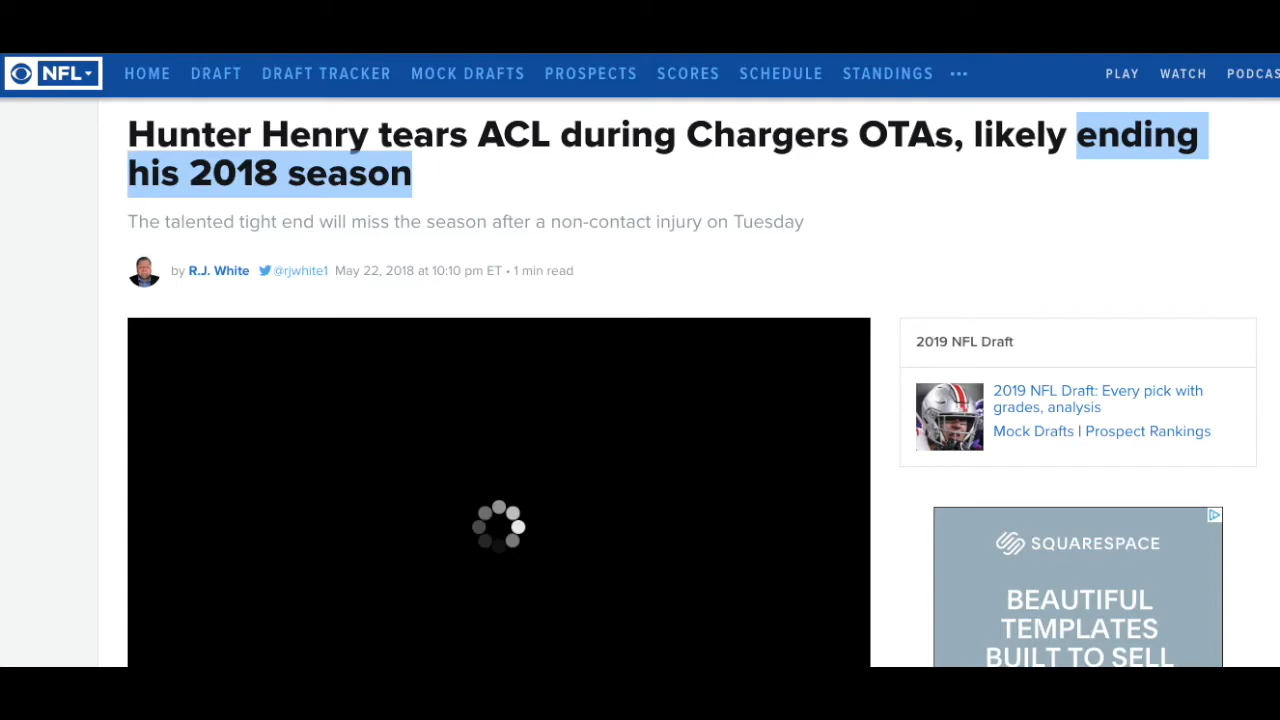 NFL HOME DRAFT DRAFT TRACKER MOCK DRAFTS PROSPECTS SCORES SCHEDULE STANDINGS ••• PLAY WATCH PODCAS
Hunter Henry tears ACL during Chargers OTAs, likely ending
his 2018 season
The talented tight end will miss the season after a non-contact injury on Tuesday
by R.J. White @rjwhite1 May 22, 2018 at 10:10 pm ET • 1 min read
2019 NFL Draft
2019 NFL Draft: Every pick with
grades, analysis
Mock Drafts | Prospect Rankings
SQUARESPACE
BEAUTIFUL
TEMPLATES
BUILT TO SELL